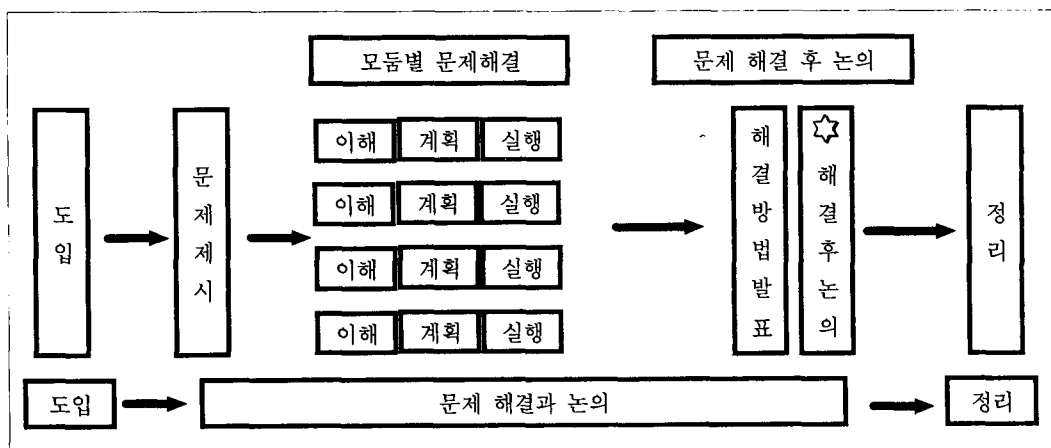 모둠별 문제해결
문제 해결 후 논의
도입
문제제시
이해 계획 실행
이해 계획 실행
이해 계획 실행
이해 계획 실행
해결방법발표
해결후논의
정리
도입
문제 해결과 논의
정리